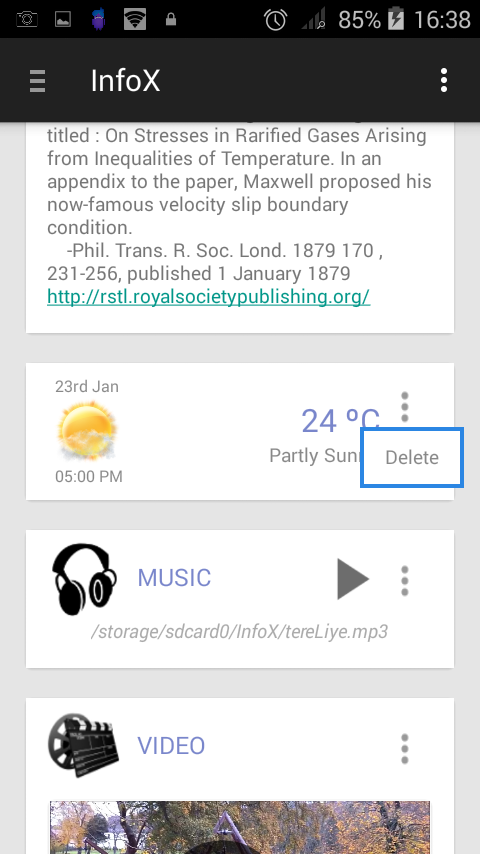 85% 16:38
InfoX
titled : On Stresses in Rarified Gases Arising
from Inequalities of Temperature. In an
appendix to the paper, Maxwell proposed his
now-famous velocity slip boundary
condition.
-Phil. Trans. R. Soc. Lond. 1879 170 ,
231-256, published 1 January 1879
http://rstl.royalsocietypublishing.org/
23rd Jan
24 ºC
Partly Sun
Delete
05:00 PM
MUSIC
/storage/sdcard0/InfoX/tereLiye.mp3
VIDEO